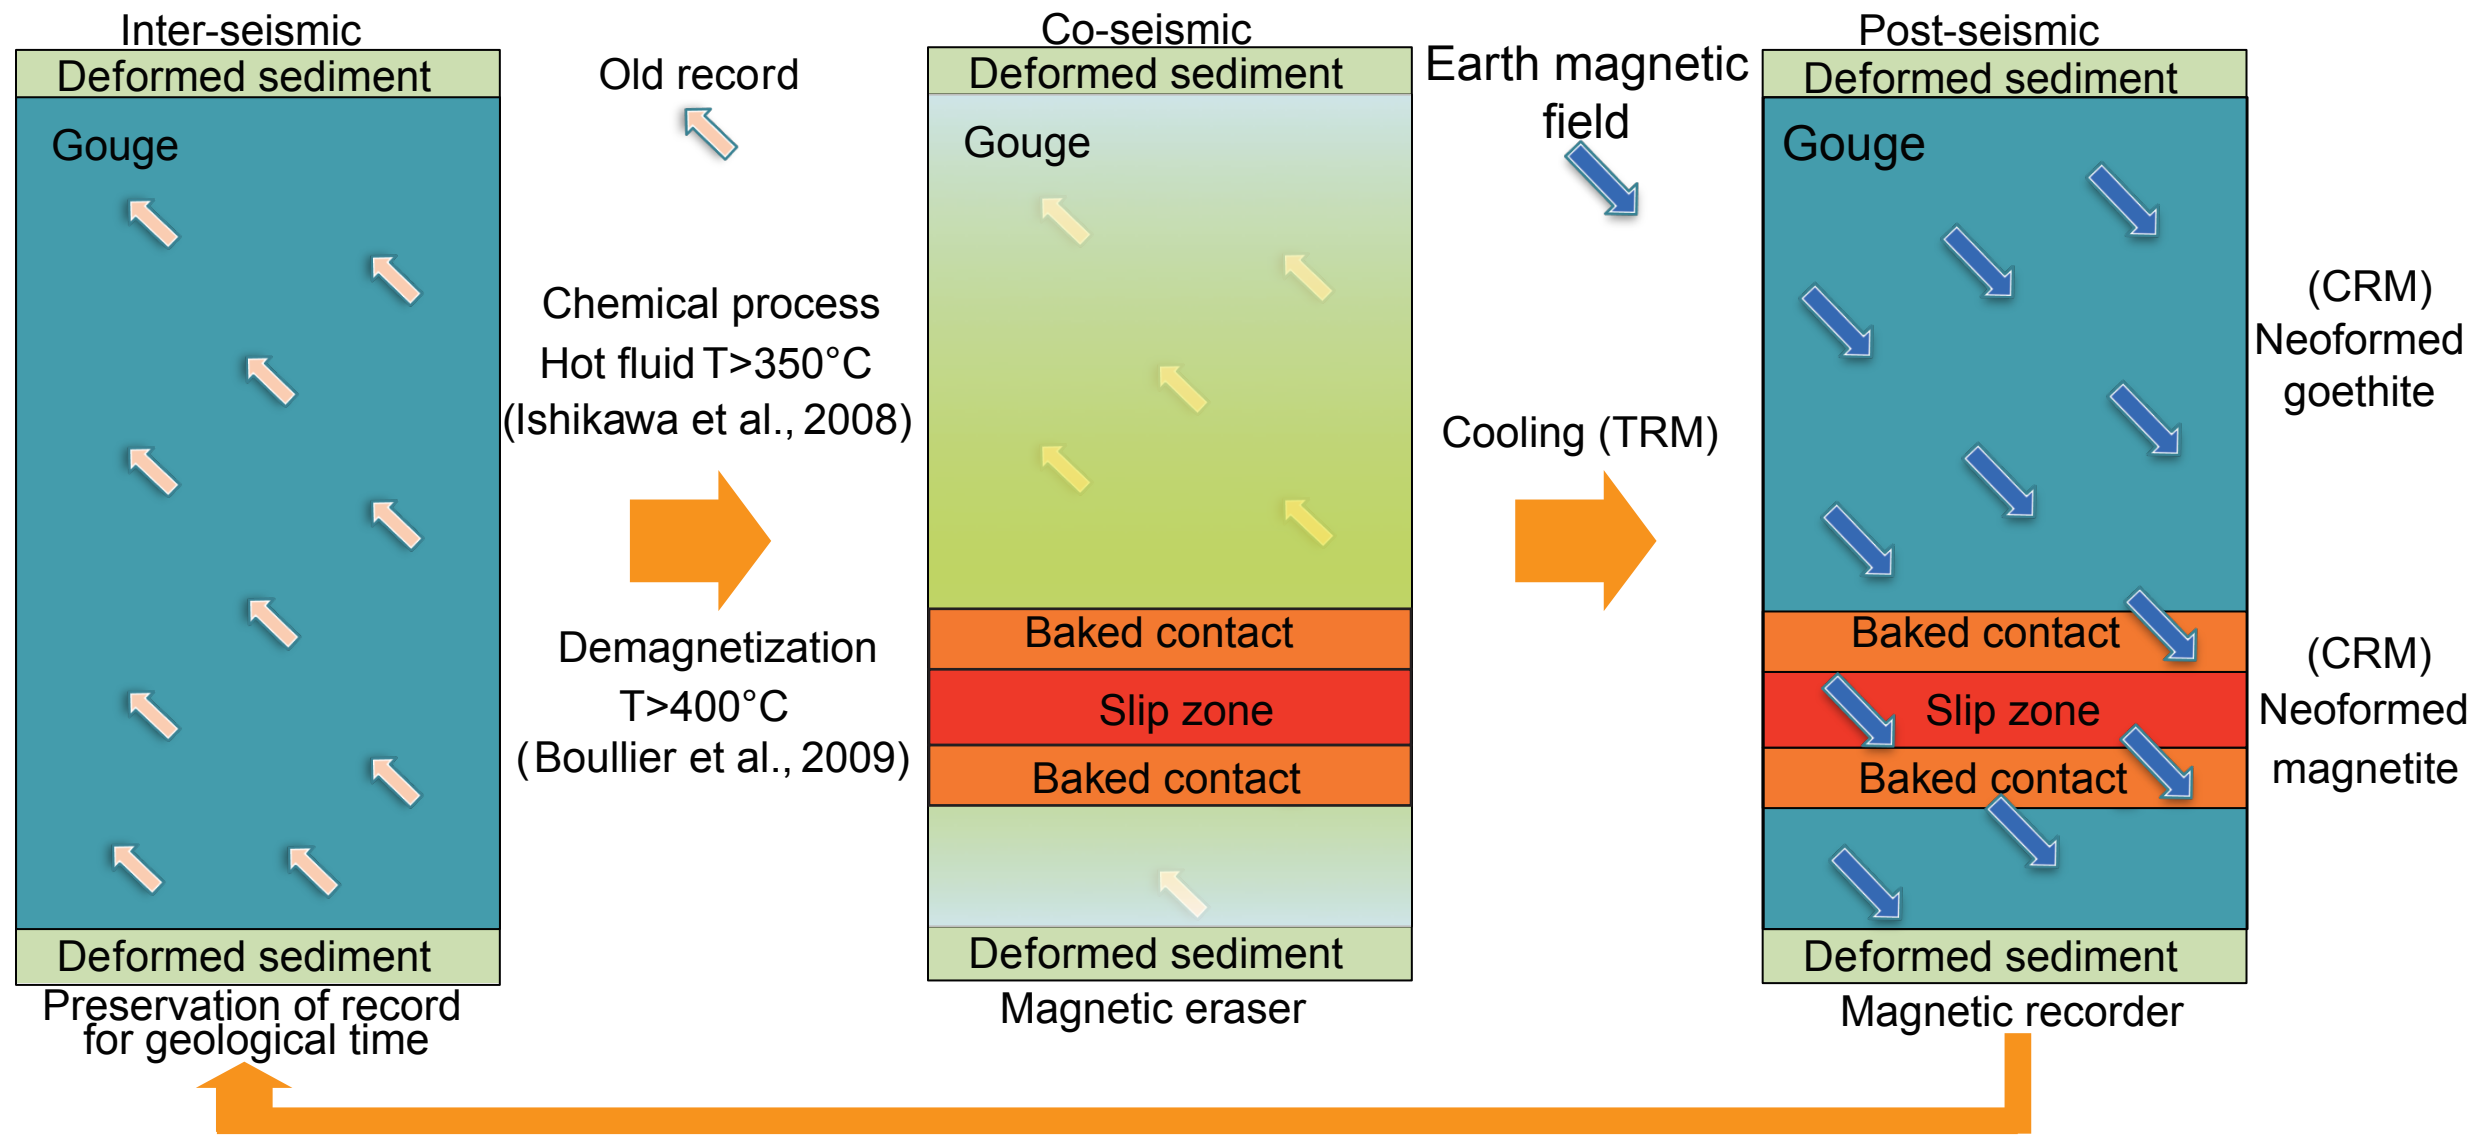 Inter-seismic
Deformed sediment
Gouge
Deformed sediment
Preservation of record
for geological time
Old record
Chemical process
Hot fluid T>350°C
(Ishikawa et al., 2008)
Demagnetization
T>400°C
(Boullier et al., 2009)
Co-seismic
Deformed sediment
Gouge
Baked contact
Slip zone
Baked contact
Deformed sediment
Magnetic eraser
Earth magnetic
field
Cooling (TRM)
Post-seismic
Deformed sediment
Gouge
Baked contact
Slip zone
Baked contact
Deformed sediment
Magnetic recorder
(CRM)
Neoformed
goethite
(CRM)
Neoformed
magnetite